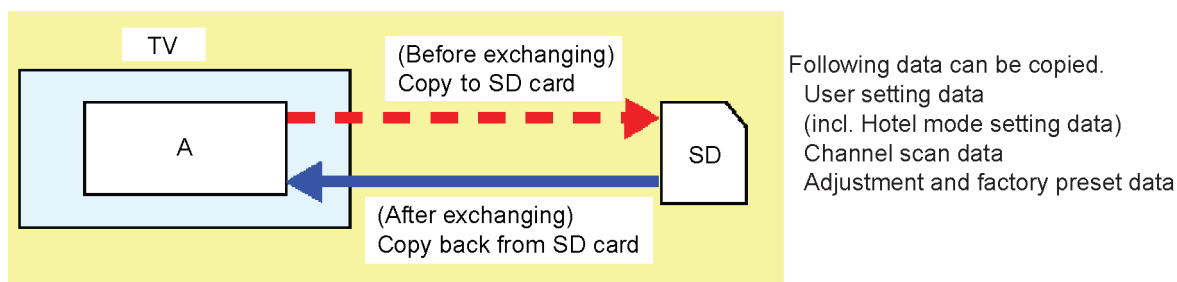 TV
A
(Before exchanging)
Copy to SD card
SD
(After exchanging)
Copy back from SD card
Following data can be copied.
User setting data
(incl. Hotel mode setting data)
Channel scan data
Adjustment and factory preset data